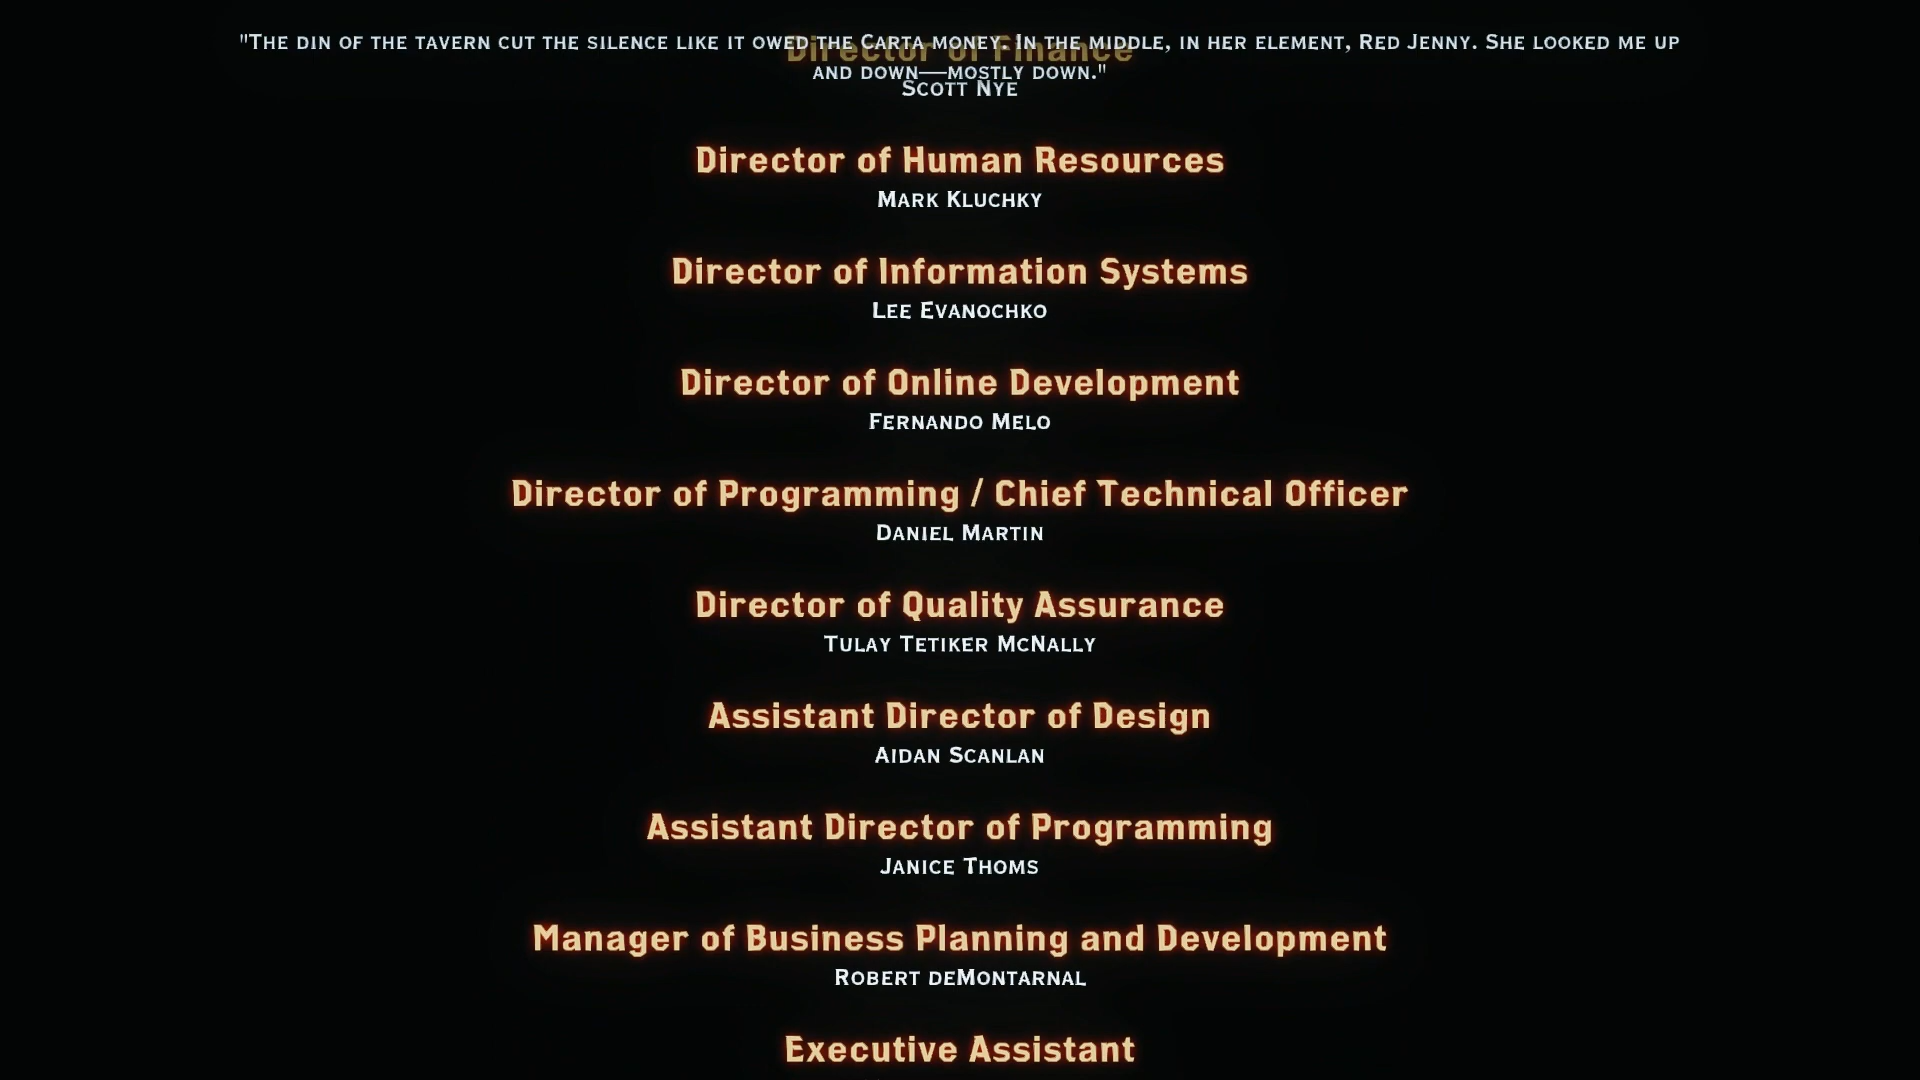 "The din of the tavern cut the silence like it owed the Carta money. In the middle, in her element, Red Jenny. She looked me up
and down—mostly down."
Director of Finance
Scott Nye
Director of Human Resources
Mark Kluchky
Director of Information Systems
Lee Evanochko
Director of Online Development
Fernando Melo
Director of Programming / Chief Technical Officer
Daniel Martin
Director of Quality Assurance
Tulay Tetiker McNally
Assistant Director of Design
Aidan Scanlan
Assistant Director of Programming
Janice Thoms
Manager of Business Planning and Development
Robert deMontarnal
Executive Assistant